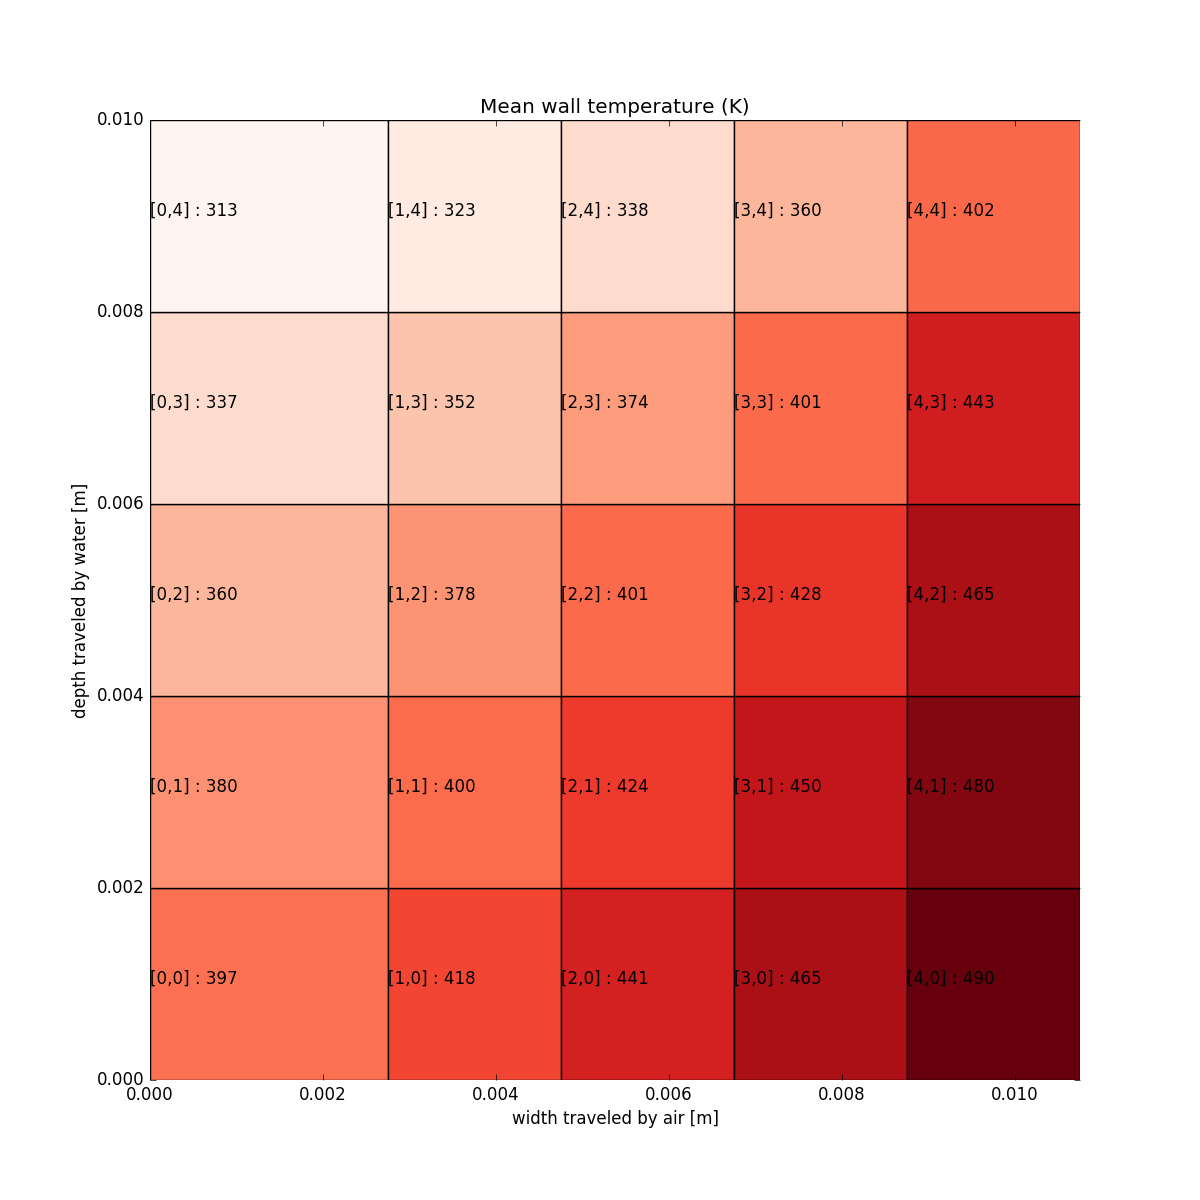 Mean wall temperature (K)
0.010
[0,4] : 313 [1,4] : 323 [2,4] : 338 [3,4] : 360 [4,4] : 402
0.008
[0,3] : 337 [1,3] : 352 [2,3] : 374 [3,3] : 401 [4,3] : 443
0.006
depth traveled by water [m]
[0,2] : 360 [1,2] : 378 [2,2] : 401 [3,2] : 428 [4,2] : 465
0.004
[0,1] : 380 [1,1] : 400 [2,1] : 424 [3,1] : 450 [4,1] : 480
0.002
[0,0] : 397 [1,0] : 418 [2,0] : 441 [3,0] : 465 [4,0] : 490
0.000
0.000 0.002 0.004 0.006 0.008 0.010
width traveled by air [m]